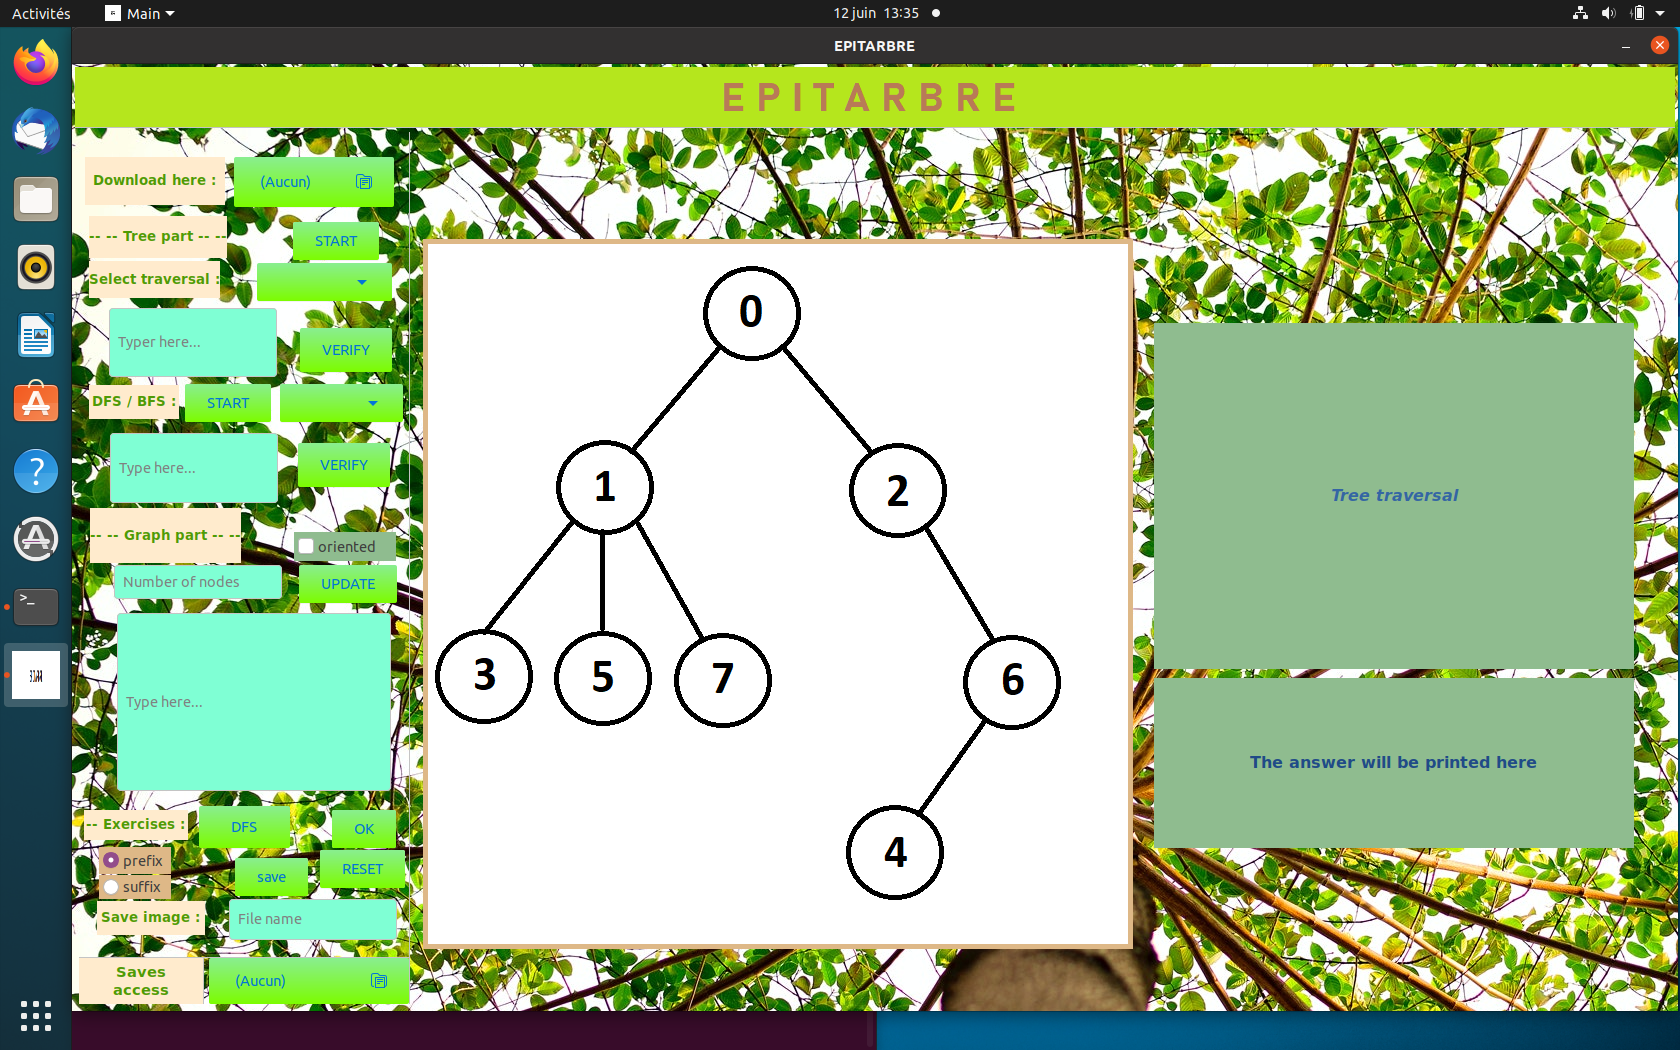 Activités
Main
12 juin 13:35
EPITARBRE
EPITARBRE
Download here :
(Aucun)
-- -- Tree part -- --
START
Select traversal :
Typer here...
VERIFY
DFS / BFS :
START
Type here...
VERIFY
-- -- Graph part -- --
oriented
Number of nodes
UPDATE
Type here...
-- Exercises :
DFS
OK
prefix
suffix
save
RESET
Save image :
File name
Saves
access
(Aucun)
0
1
2
3
5
7
6
4
Tree traversal
The answer will be printed here